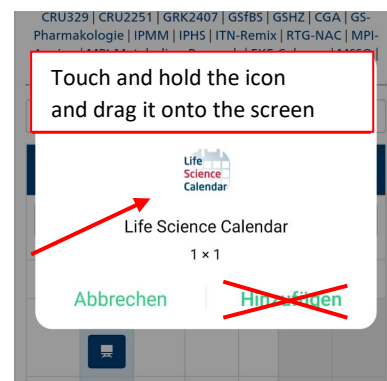 CRU329 | CRU2251 | GRK2407 | GSfBS | GSHZ | CGA | GS-
Pharmakologie | IPMM | IPHS | ITN-Remix | RTG-NAC | MPI-
Touch and hold the icon
and drag it onto the screen
Life
Science
Calendar
Life Science Calendar
1 × 1
Abbrechen
Hinzufügen